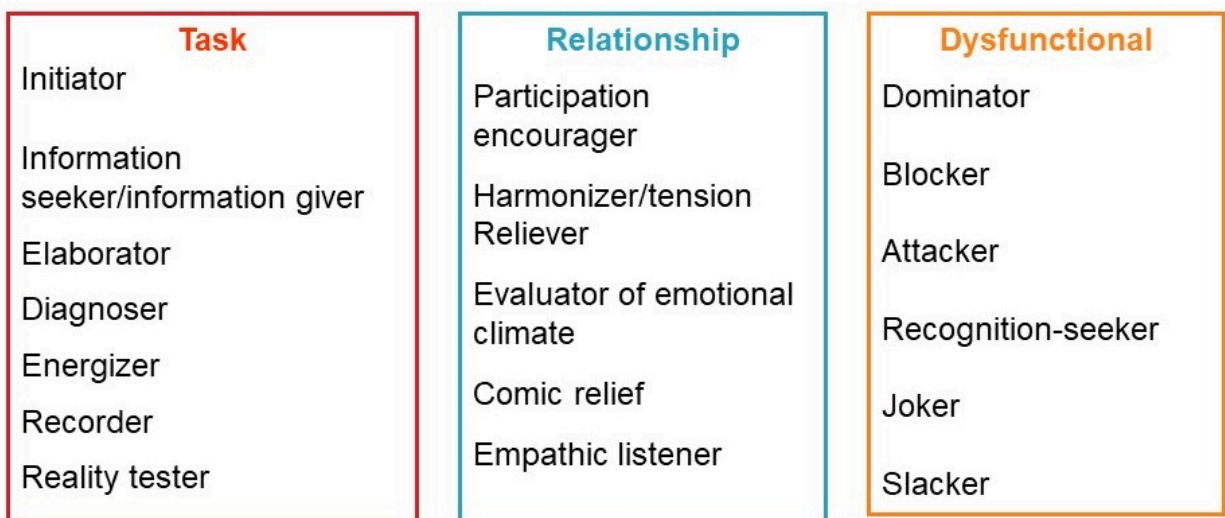 Task
Initiator
Information
seeker/information giver
Elaborator
Diagnoser
Energizer
Recorder
Reality tester
Relationship
Participation
encourager
Harmonizer/tension
Reliever
Evaluator of emotional
climate
Comic relief
Empathic listener
Dysfunctional
Dominator
Blocker
Attacker
Recognition-seeker
Joker
Slacker